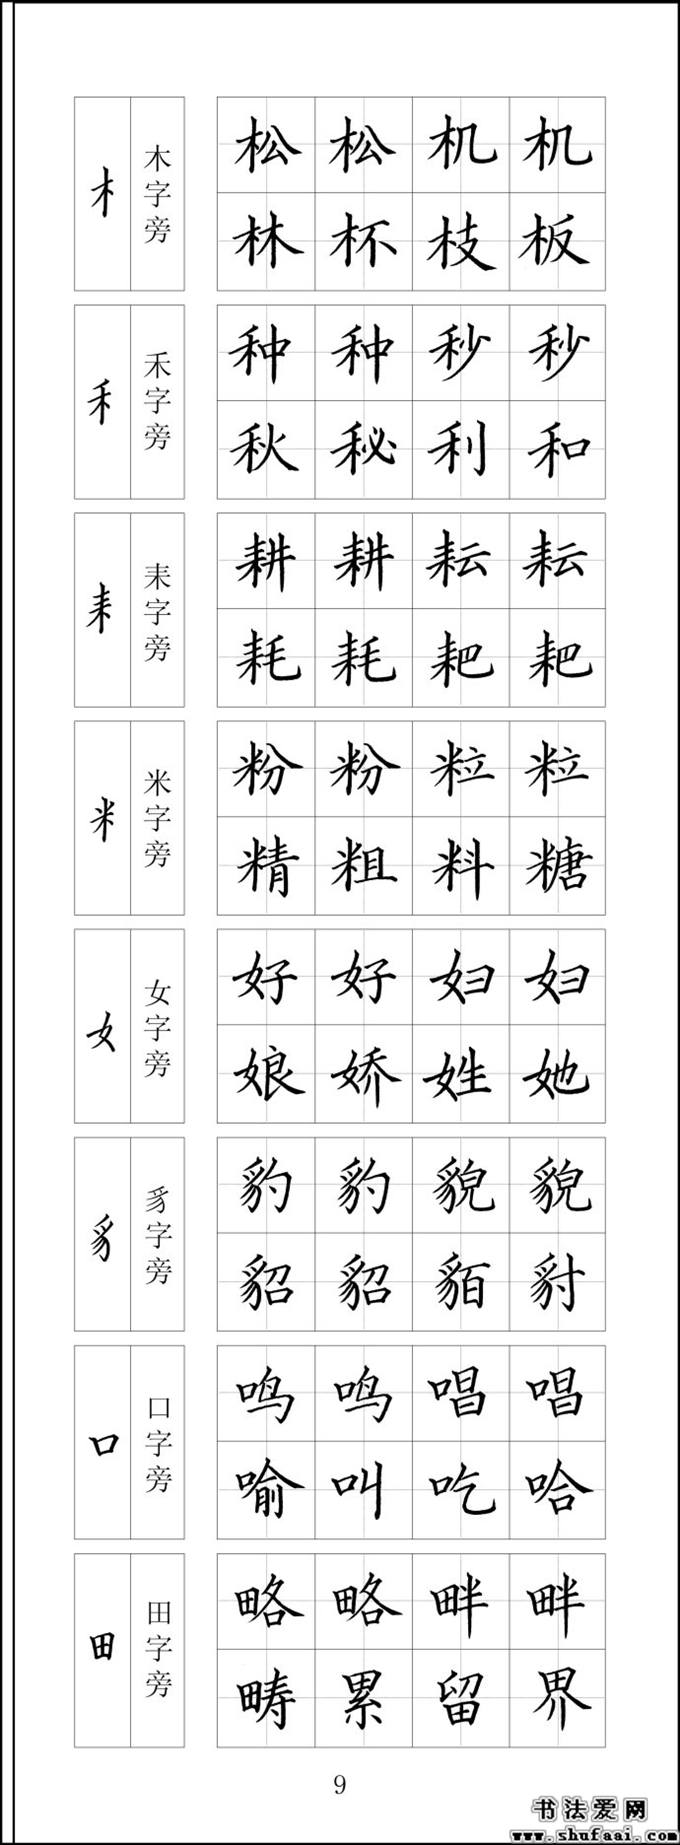 木 木字旁 松 松 机 机
林 杯 枝 板
禾 禾字旁 种 种 秒 秒
秋 秘 利 和
耒 耒字旁 耕 耕 耘 耘
耗 耗 耙 耙
米 米字旁 粉 粉 粒 粒
精 粗 料 糖
女 女字旁 好 好 妇 妇
娘 娇 姓 她
豸 豸字旁 豹 豹 貌 貌
貂 貂 貊 豺
口 口字旁 鸣 鸣 唱 唱
喻 叫 吃 哈
田 田字旁 略 略 畔 畔
畴 累 留 界
9
书法爱网
www.shufaai.com